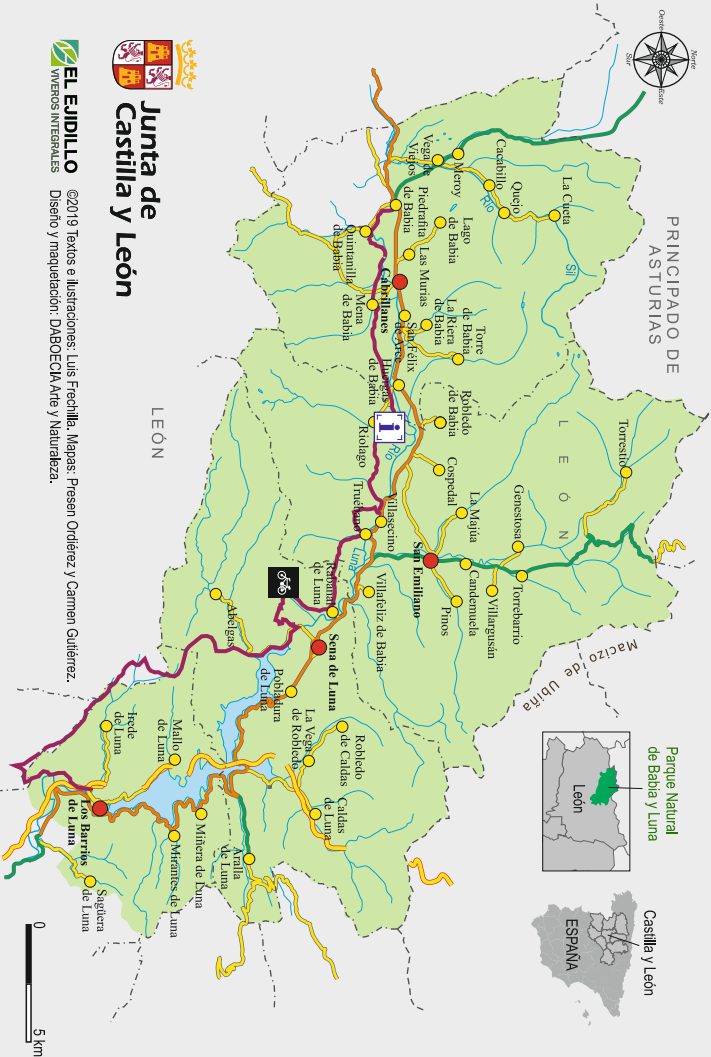 Norte
Este
Sur
Oeste
PRINCIPADO DE
ASTURIAS
La Cueta
Quejo
Cacabillo
Río
Sil
Meroy
Vega de
Viejos
Piedrafita
de Babia
Lago
de Babia
Las Murias
Quintanilla
de Babia
Cabrillanes
Mena
de Babia
San Félix
de Arce
La Riera
de Babia
Torre
de Babia
Huergas
de Babia
Robledo
de Babia
Riolago
i
Río
Luna
Cospedal
Torrestío
L E Ó N
Genestosa
La Majúa
Villasecino
Truébano
San Emiliano
Candemuela
Torrebarrio
Villargusán
Pinos
Villafeliz de Babia
Rabanal
de Luna
Abelgas
Sena de Luna
Pobladura
de Luna
Macizo de Ubiña
LEÓN
La Vega
de Robledo
Robledo
de Caldas
Caldas
de Luna
Irede
de Luna
Mallo
de Luna
Los Barrios
de Luna
Miñera de Luna
Mirantes de Luna
Aralla
de Luna
Sagüera
de Luna
Parque Natural
de Babia y Luna
León
Castilla y León
ESPAÑA
0 5 km
Junta de
Castilla y León
EL EJIDILLO
VIVEROS INTEGRALES
©2019 Textos e ilustraciones: Luis Frechilla. Mapas: Presen Ordiérez y Carmen Gutiérrez.
Diseño y maquetación: DABOECIA Arte y Naturaleza.